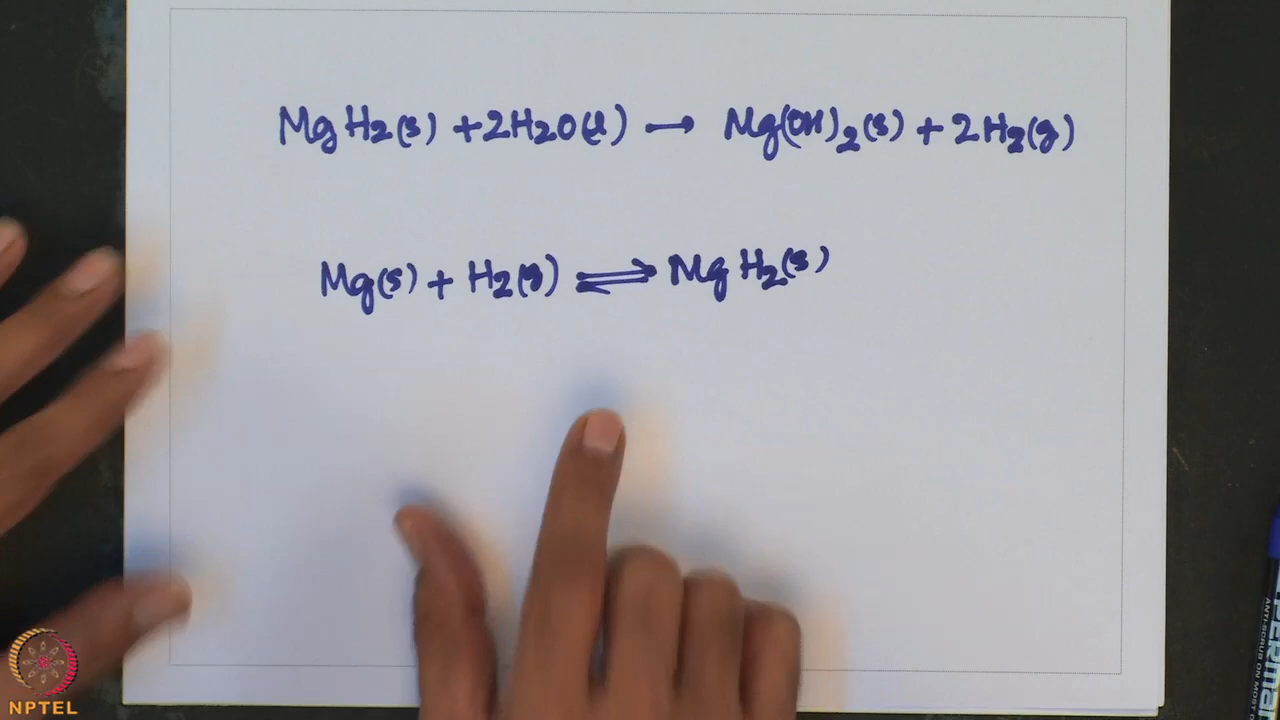 MgH₂(s) + 2H₂O(l) → Mg(OH)₂(s) + 2H₂(g)
Mg(s) + H₂(g) ⇌ MgH₂(s)
NPTEL